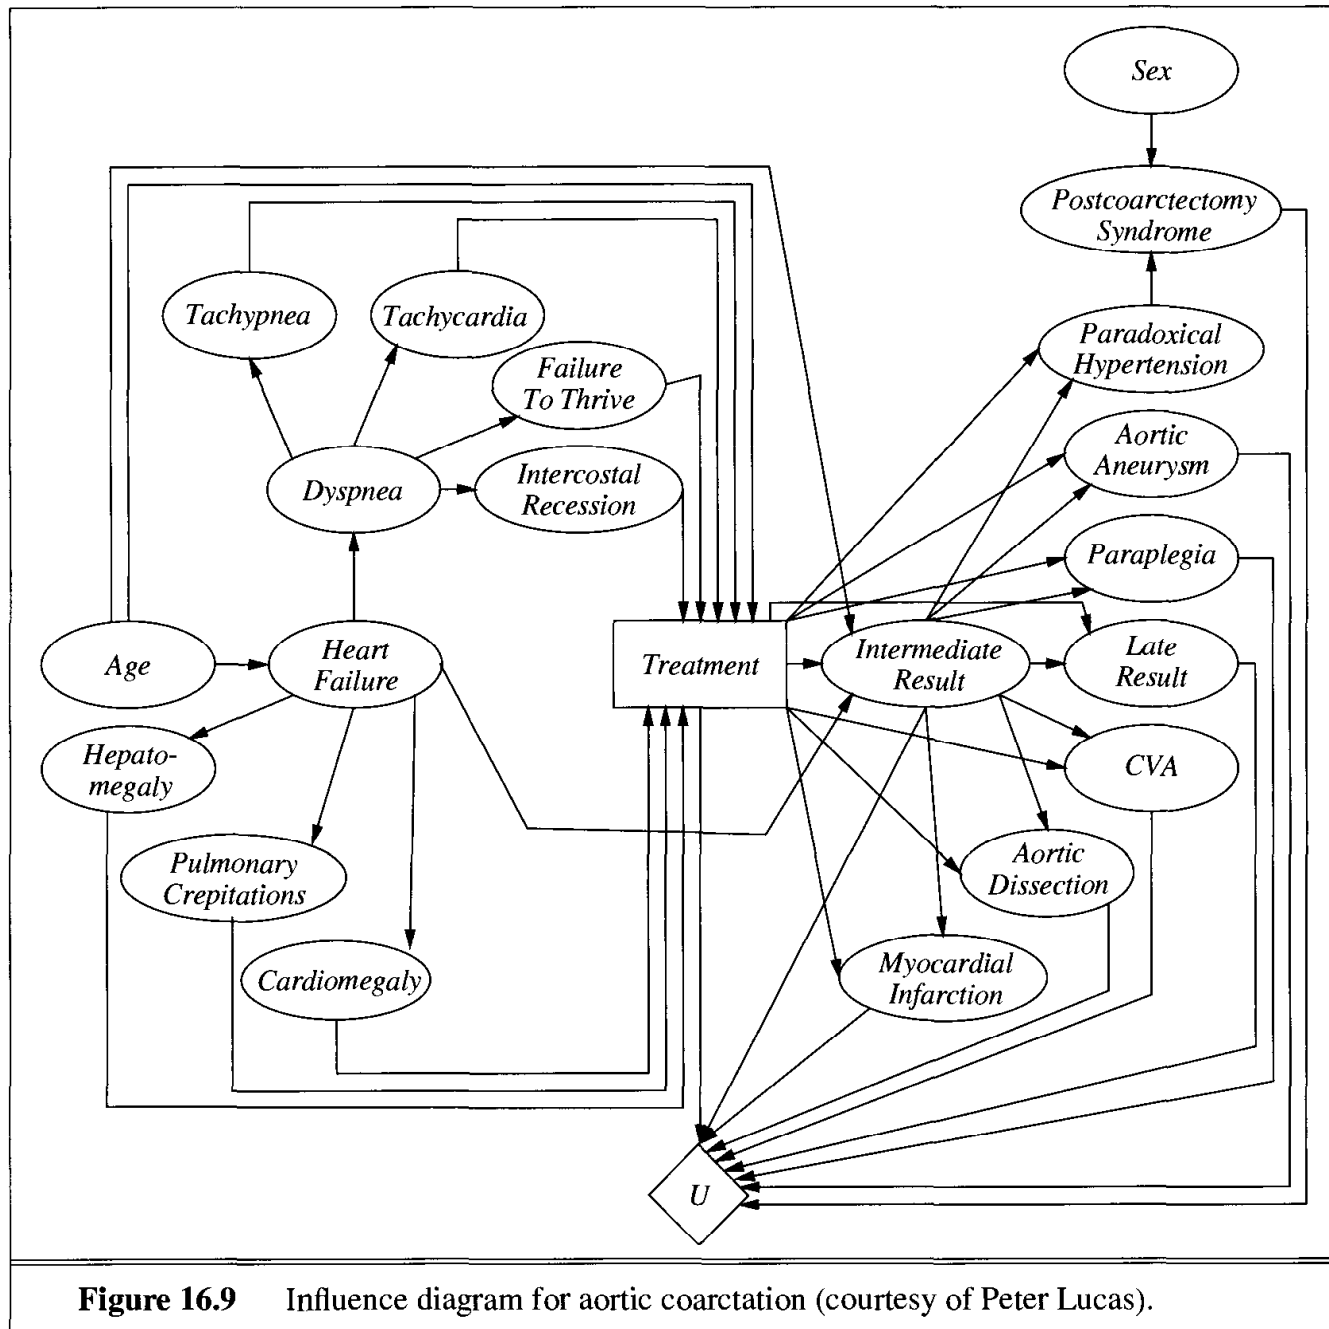 Sex
Postcoarctectomy
Syndrome
Tachypnea
Tachycardia
Paradoxical
Hypertension
Failure
To Thrive
Aortic
Aneurysm
Dyspnea
Intercostal
Recession
Paraplegia
Age
Heart
Failure
Treatment
Intermediate
Result
Late
Result
Hepato-
megaly
CVA
Pulmonary
Crepitations
Aortic
Dissection
Cardiomegaly
Myocardial
Infarction
U
Figure 16.9 Influence diagram for aortic coarctation (courtesy of Peter Lucas).